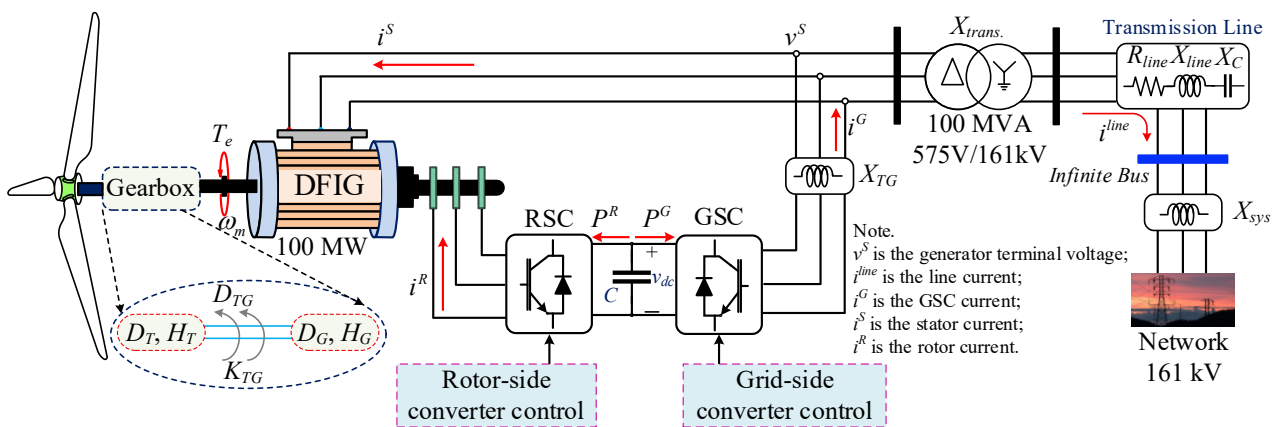 i^S
v^S
X_trans.
Transmission Line
R_line X_line X_C
T_e
Gearbox
DFIG
ω_m
100 MW
i^G
100 MVA
575V/161kV
i^line
Infinite Bus
X_TG
X_sys
RSC
P^R
P^G
GSC
i^R
+
C
v_dc
−
Note.
v^S is the generator terminal voltage;
i^line is the line current;
i^G is the GSC current;
i^S is the stator current;
i^R is the rotor current.
Network
161 kV
D_TG
D_T, H_T
D_G, H_G
K_TG
Rotor-side
converter control
Grid-side
converter control